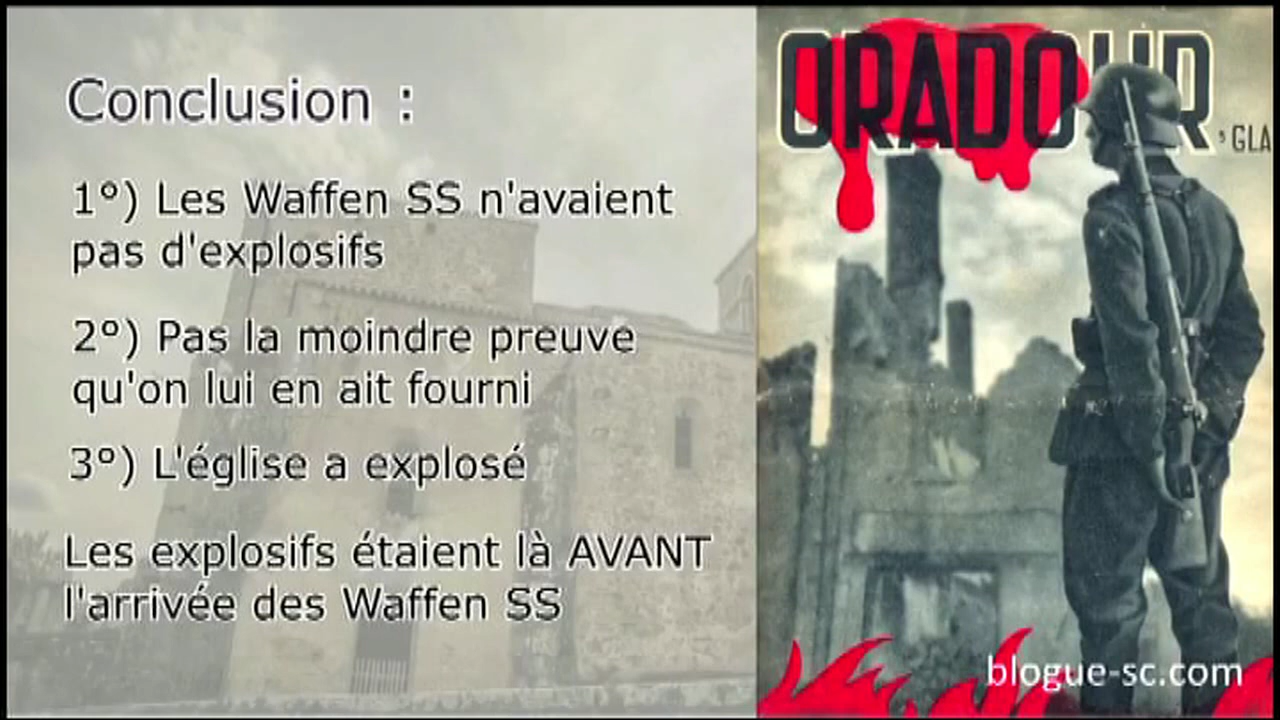 Conclusion :
1°) Les Waffen SS n'avaient
pas d'explosifs
2°) Pas la moindre preuve
qu'on lui en ait fourni
3°) L'église a explosé
Les explosifs étaient là AVANT
l'arrivée des Waffen SS
ORADOUR
s/ GLA
blogue-sc.com